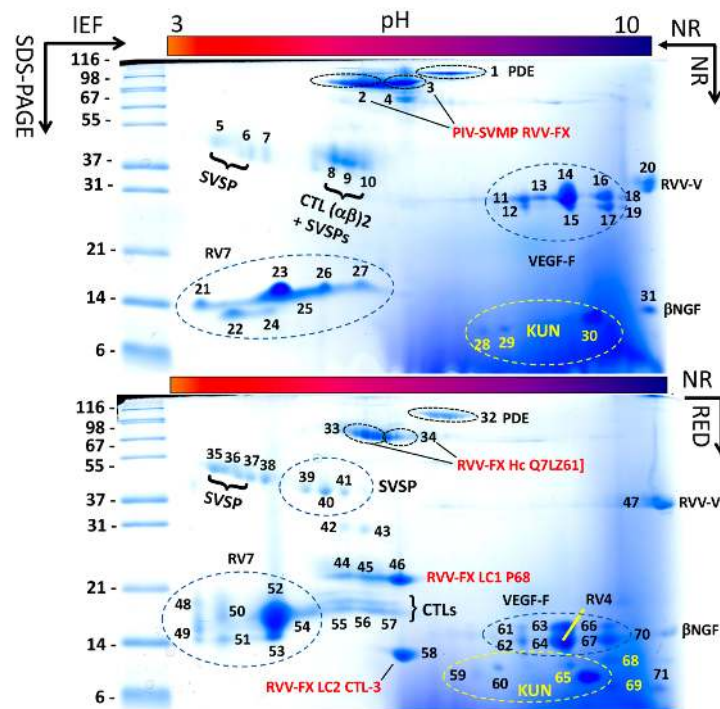 IEF 3 pH 10 NR
SDS-PAGE
NR
116 -
98 -
67 -
55 -
37 -
31 -
21 -
14 -
6 -
1 PDE
2 4 3
PIV-SVMP RVV-FX
5 6 7
SVSP
8 9 10
CTL (αβ)2
+ SVSPs
11 13 14 16 20
RVV-V
12 15 17 18 19
VEGF-F
RV7
21 23 26 27
22 24 25
31
βNGF
KUN
28 29 30
NR
RED
116 -
98 -
67 -
55 -
37 -
31 -
21 -
14 -
6 -
32 PDE
33 34
RVV-FX Hc Q7LZ61]
35 36 37 38
SVSP
39 41
40
SVSP
42 43
47 RVV-V
RV7
44 45 46
RVV-FX LC1 P68
48 50 52
49 51 53 54
55 56 57
CTLs
VEGF-F RV4
61 63 66
62 64 67 70
βNGF
58
RVV-FX LC2 CTL-3
59 60 65
KUN
68
69 71